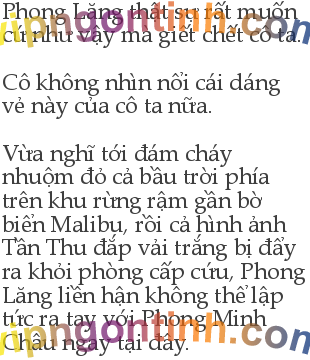 Phong Lăng thật sự rất muốn
cứ như vậy mà giết chết cô ta.
Cô không nhìn nổi cái dáng
vẻ này của cô ta nữa.
Vừa nghĩ tới đám cháy
nhuộm đỏ cả bầu trời phía
trên khu rừng rậm gần bờ
biển Malibu, rồi cả hình ảnh
Tần Thu đắp vải trắng bị đẩy
ra khỏi phòng cấp cứu, Phong
Lăng liền hận không thể lập
tức ra tay với Phong Minh
Châu ngay tại đây.
vipngontinh.com
vipngontinh.com